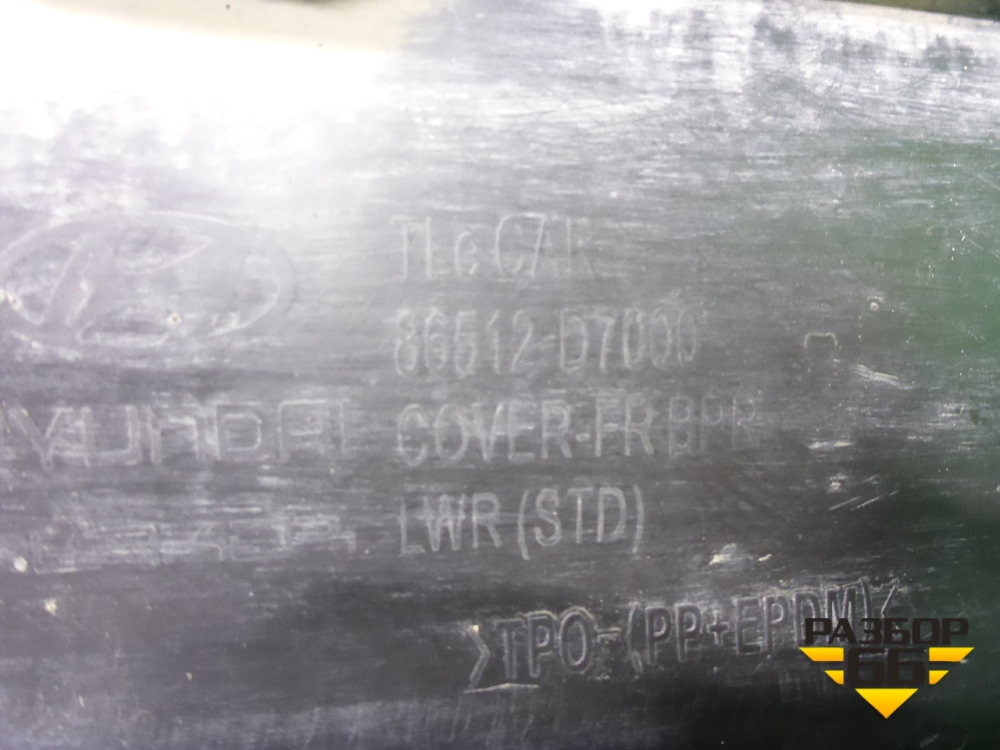 TLe CAR
86512-D7000
HYUNDAI
COVER-FR BPR
LWR (STD)
>TPO-(PP+EPDM)<
РАЗБОР
66